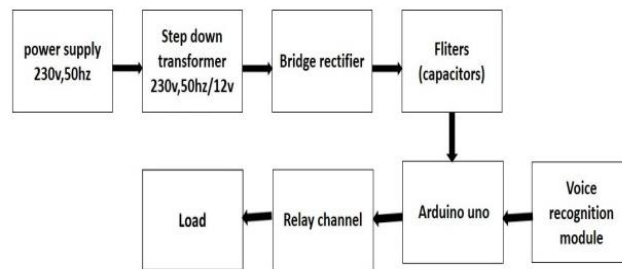 power supply
230v,50hz
Step down
transformer
230v,50hz/12v
Bridge rectifier
Fliters
(capacitors)
Load
Relay channel
Arduino uno
Voice
recognition
module